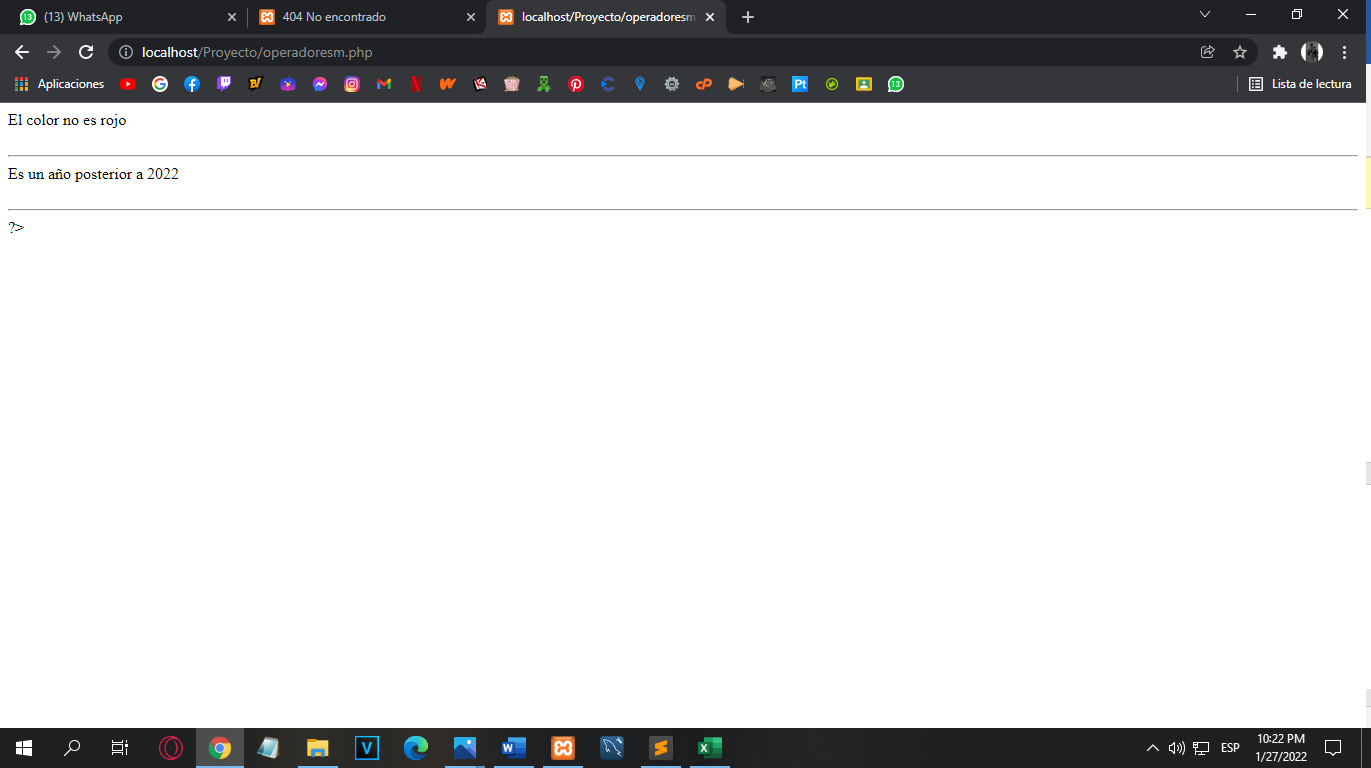 (13) WhatsApp
404 No encontrado
localhost/Proyecto/operadoresm
localhost/Proyecto/operadoresm.php
Aplicaciones
Lista de lectura
El color no es rojo
Es un año posterior a 2022
?>
10:22 PM
ESP
1/27/2022